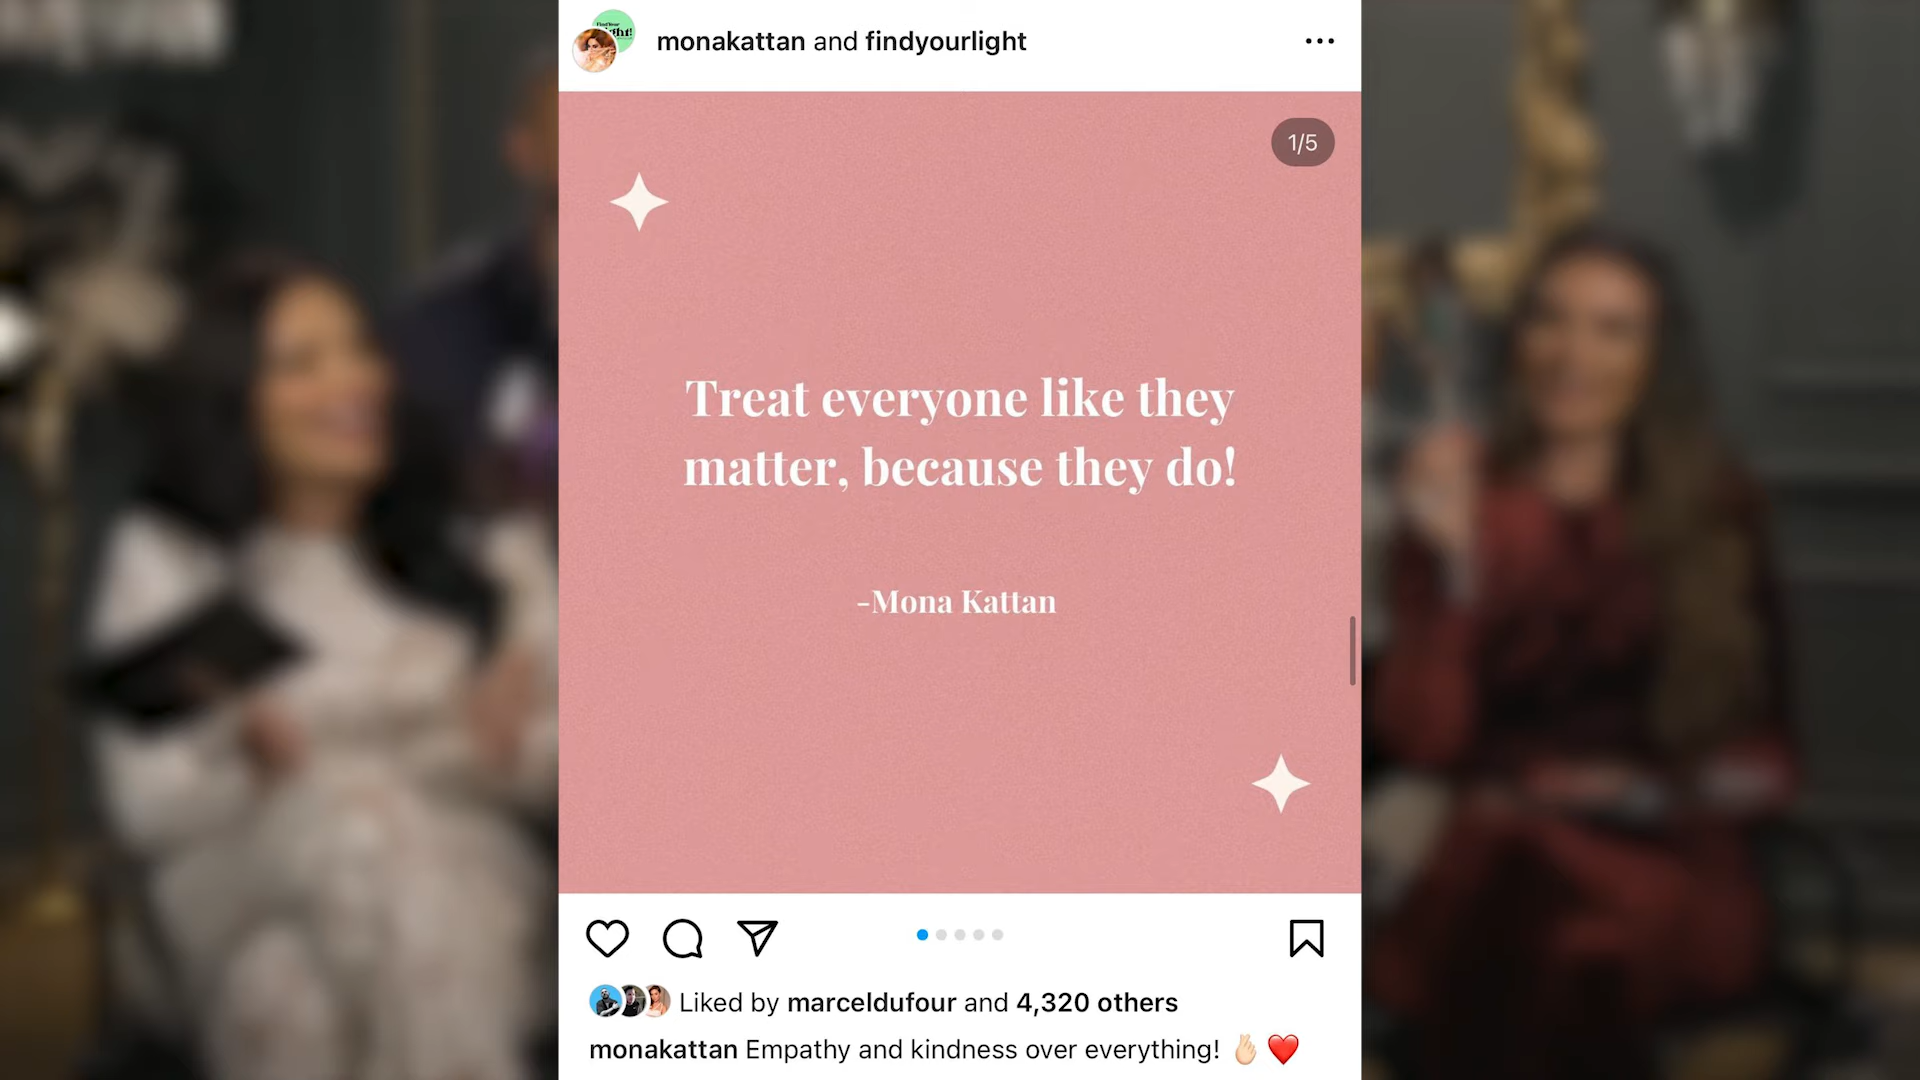 monakattan and findyourlight
1/5
Treat everyone like they
matter, because they do!
-Mona Kattan
Liked by marceldufour and 4,320 others
monakattan Empathy and kindness over everything! 🤞🏻 ❤️